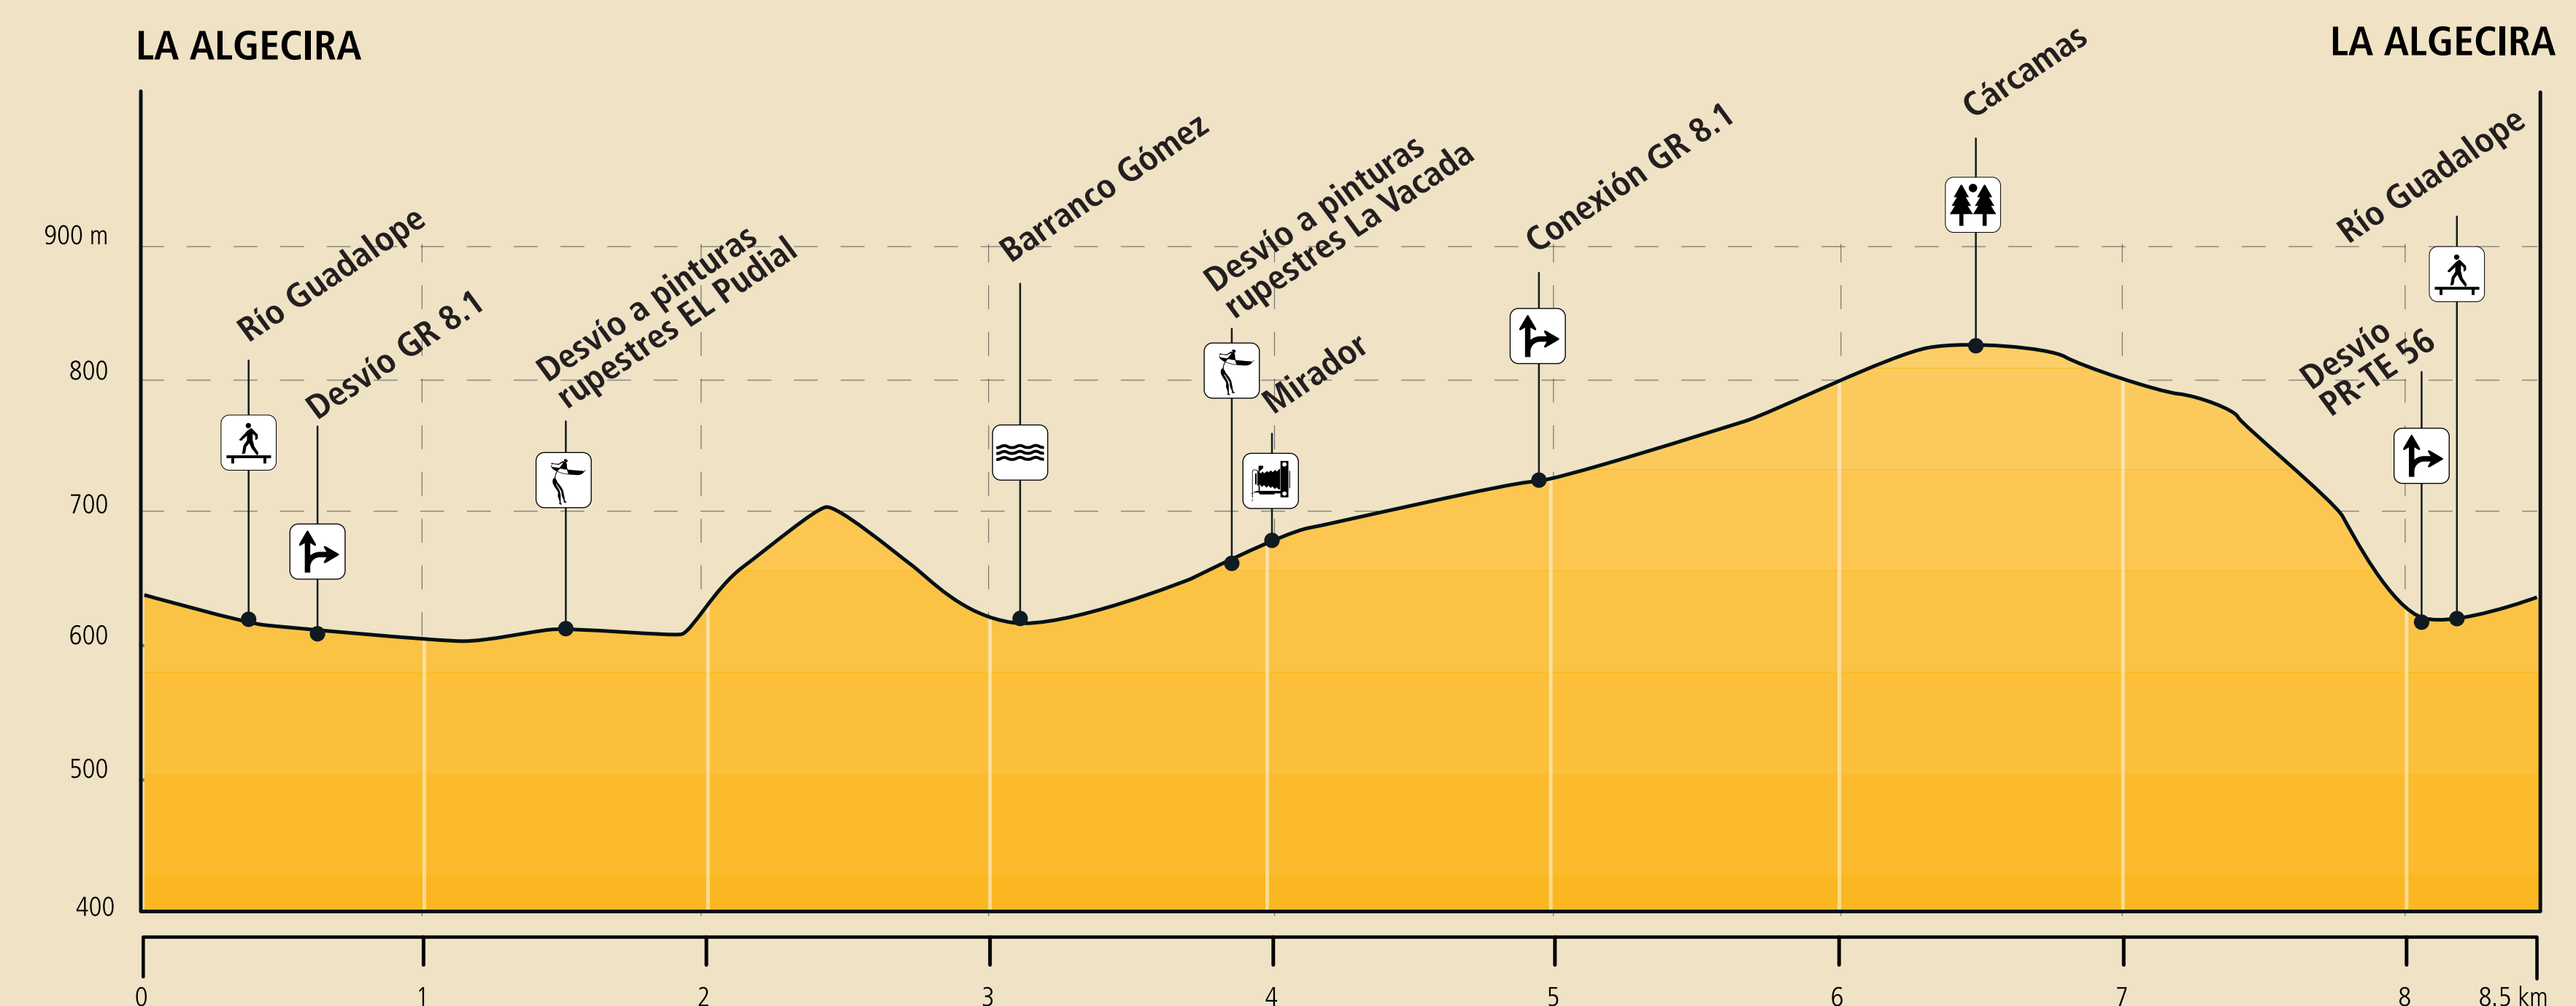 LA ALGECIRA
LA ALGECIRA
Río Guadalope
Desvío GR 8.1
Desvío a pinturas
rupestres EL Pudial
Barranco Gómez
Desvío a pinturas
rupestres La Vacada
Mirador
Conexión GR 8.1
Cárcamas
Desvío
PR-TE 56
Río Guadalope
900 m
800
700
600
500
400
0 1 2 3 4 5 6 7 8 8.5 km